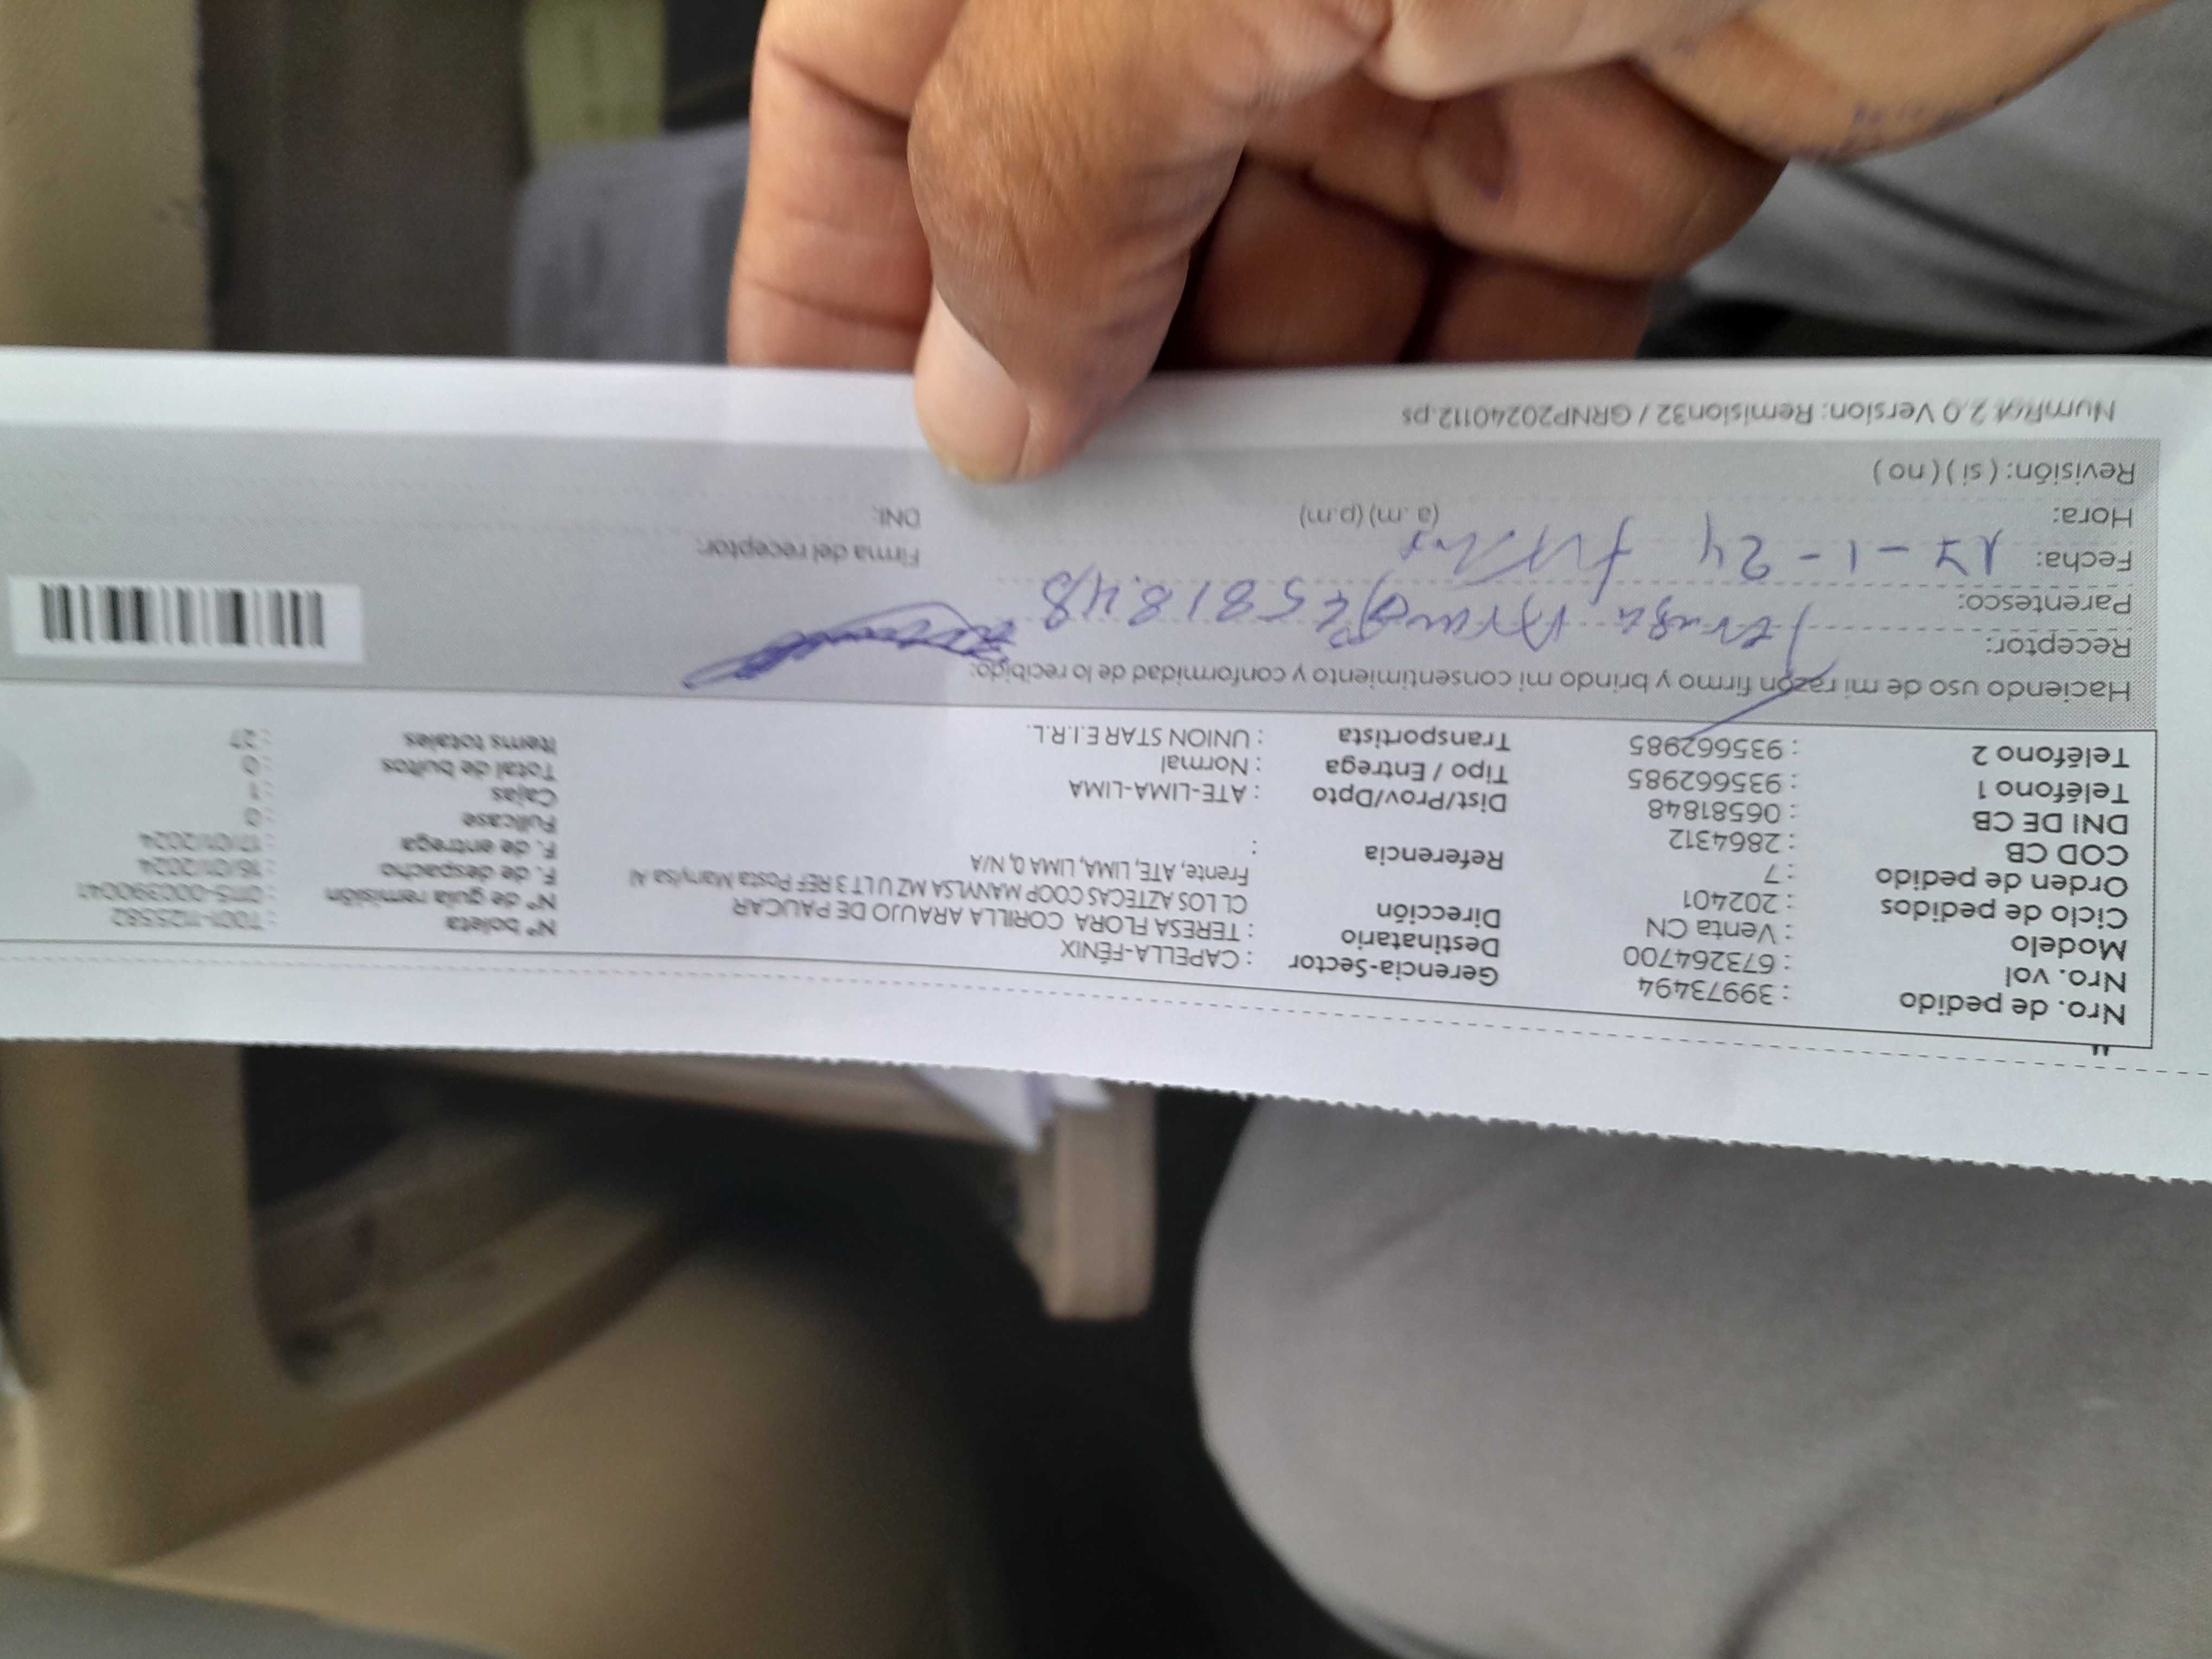 Nro. de pedido : 39973494
Nro. vol : 673264700
Modelo : Venta CN
Ciclo de pedidos : 202401
Orden de pedido : 7
COD CB : 2864312
DNI DE CB : 06581848
Teléfono 1 : 935662985
Teléfono 2 : 935662985
Gerencia-Sector : CAPELLA-FÉNIX
Destinatario : TERESA FLORA CORILLA ARAUJO DE PAUCAR
Dirección CL LOS AZTECAS COOP MANYLSA MZ U LT 3 REF Posta Manylsa Al
Frente, ATE, LIMA, LIMA 0, N/A
Referencia :
Dist/Prov/Dpto : ATE-LIMA-LIMA
Tipo / Entrega : Normal
Transportista : UNION STAR E.I.R.L.
Nº boleta : T001-1125582
Nº de guia remisión : 0115-000390041
F. de despacho : 16/01/2024
F. de entrega : 17/01/2024
Fullcase : 0
Cajas : 1
Total de bultos : 0
Items totales : 27
Haciendo uso de mi razón firmo y brindo mi consentimiento y conformidad de lo recibido:
Receptor:
Parentesco:
Fecha: 17-1-24
Hora: (a. m) (p.m)
Revisión: ( si ) ( no )
Firma del receptor:
DNI:
2.0 Version: Remision32 / GRNP20240112.ps